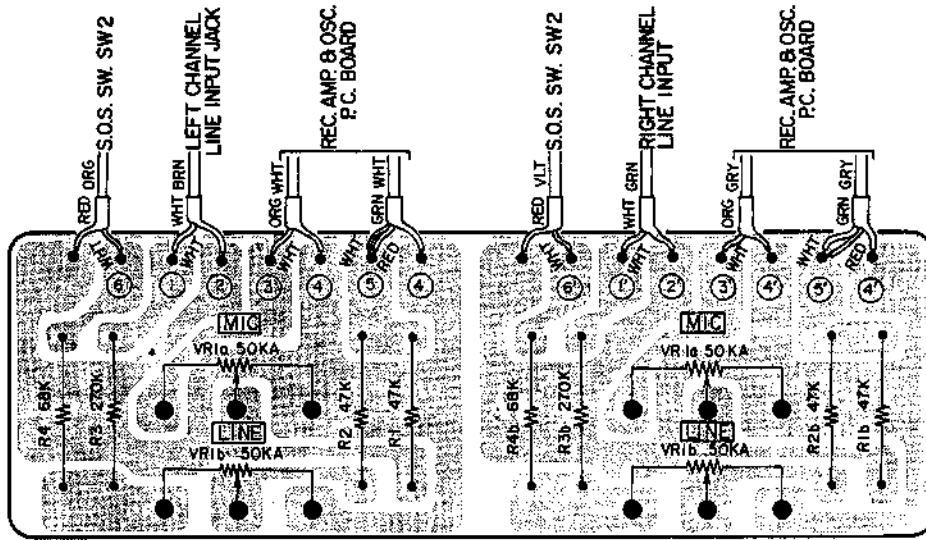 S.O.S. SW. SW2
LEFT CHANNEL
LINE INPUT JACK
REC. AMP. & OSC.
P.C. BOARD
S.O.S. SW. SW2
RIGHT CHANNEL
LINE INPUT
REC. AMP. & OSC.
P.C. BOARD
RED ORG
WHT BRN
ORG WHT
GRN WHT
RED VLT
WHT GRN
ORG GRY
GRN GRY
WHT
WHT
WHT
WHT
RED
WHT
WHT
WHT
WHT
RED
6 1 2 3 4 5 4'
6' 1' 2' 3' 4' 5' 4'
MIC
VR1a 50KA
MIC
VR1a 50KA
R4 68K
R3 270K
R2 47K
R1 47K
R4b 68K
R3b 270K
R2b 47K
R1b 47K
LINE
VR1b 50KA
LINE
VR1b 50KA